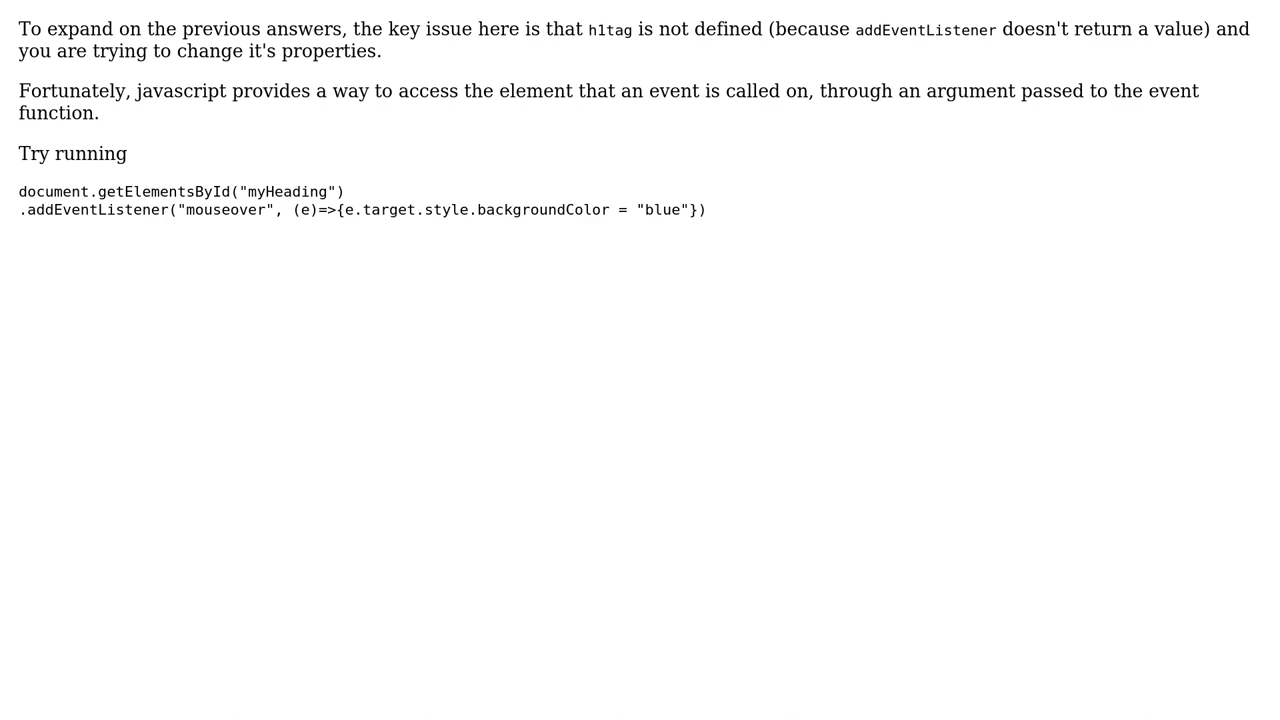 To expand on the previous answers, the key issue here is that h1tag is not defined (because addEventListener doesn't return a value) and
you are trying to change it's properties.
Fortunately, javascript provides a way to access the element that an event is called on, through an argument passed to the event
function.
Try running
document.getElementsById("myHeading")
.addEventListener("mouseover", (e)=>{e.target.style.backgroundColor = "blue"})